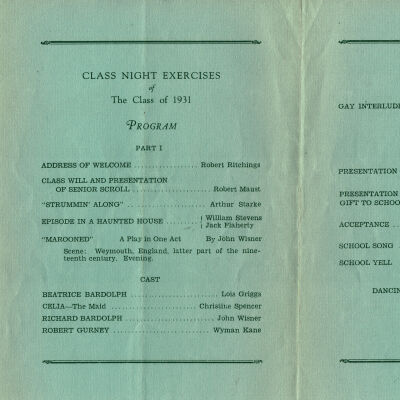 CLASS NIGHT EXERCISES
of
The Class of 1931
PROGRAM
PART I
ADDRESS OF WELCOME ................ Robert Ritchings
CLASS WILL AND PRESENTATION
OF SENIOR SCROLL .................... Robert Maust
"STRUMMIN' ALONG" .................... Arthur Starke
EPISODE IN A HAUNTED HOUSE ......... { William Stevens
Jack Flaherty
"MAROONED" A Play in One Act By John Wisner
Scene: Weymouth, England, latter part of the nine-
teenth century. Evening.
CAST
BEATRICE BARDOLPH ......................... Lois Griggs
CELIA—The Maid ......................... Christine Spencer
RICHARD BARDOLPH ......................... John Wisner
ROBERT GURNEY ......................... Wyman Kane
GAY INTERLUDE
PRESENTATION
PRESENTATION
GIFT TO SCHOO
ACCEPTANCE ..
SCHOOL SONG
SCHOOL YELL
DANCIN